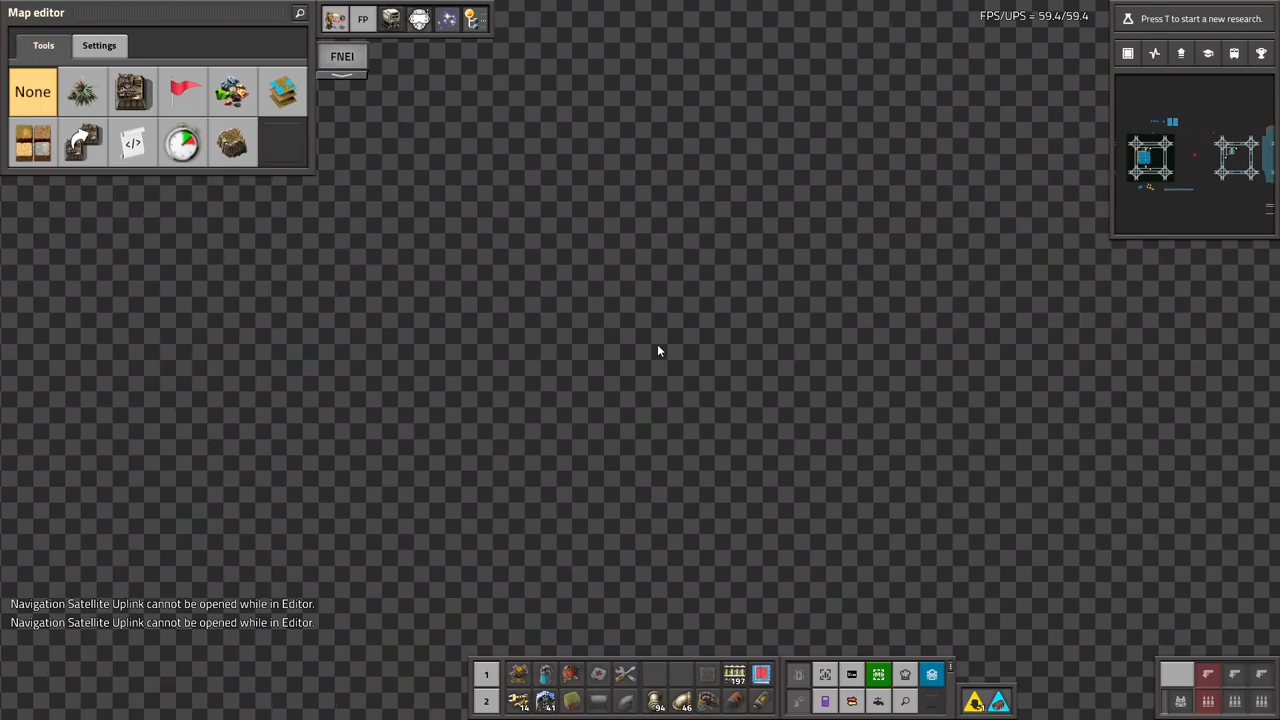 Map editor
FP
FPS/UPS = 59.4/59.4
Press T to start a new research.
Tools
Settings
FNEI
None
</>
Navigation Satellite Uplink cannot be opened while in Editor.
Navigation Satellite Uplink cannot be opened while in Editor.
1
197
2
14
41
94
46